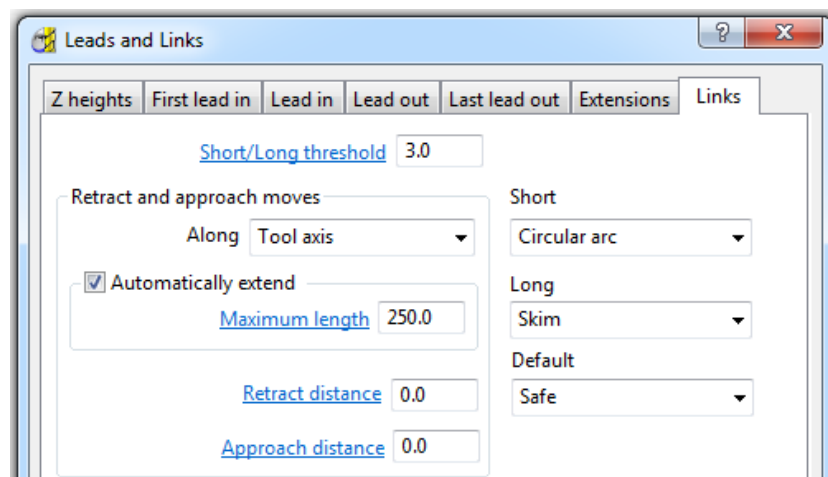 Leads and Links
?
Z heights First lead in Lead in Lead out Last lead out Extensions Links
Short/Long threshold 3.0
Retract and approach moves
Along Tool axis
Automatically extend
Maximum length 250.0
Retract distance 0.0
Approach distance 0.0
Short
Circular arc
Long
Skim
Default
Safe